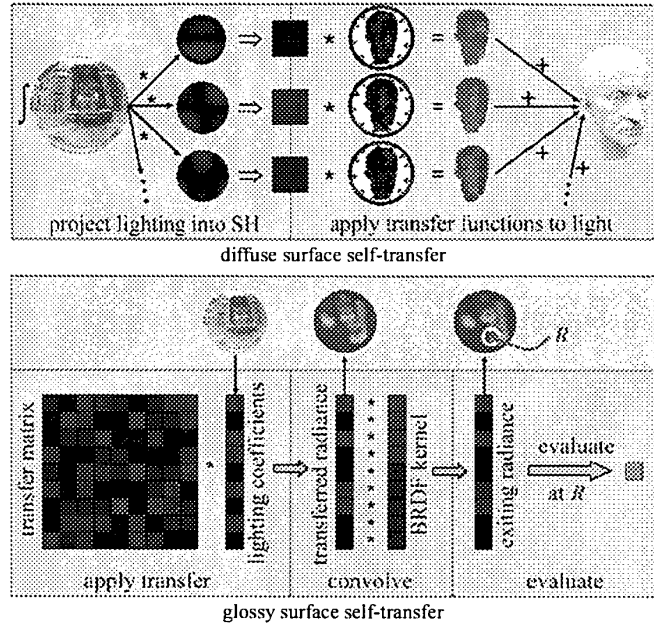 project lighting into SH
apply transfer functions to light
diffuse surface self-transfer
R
transfer matrix
lighting coefficients
transferred radiance
BRDF kernel
exiting radiance
evaluate
at R
apply transfer
convolve
evaluate
glossy surface self-transfer